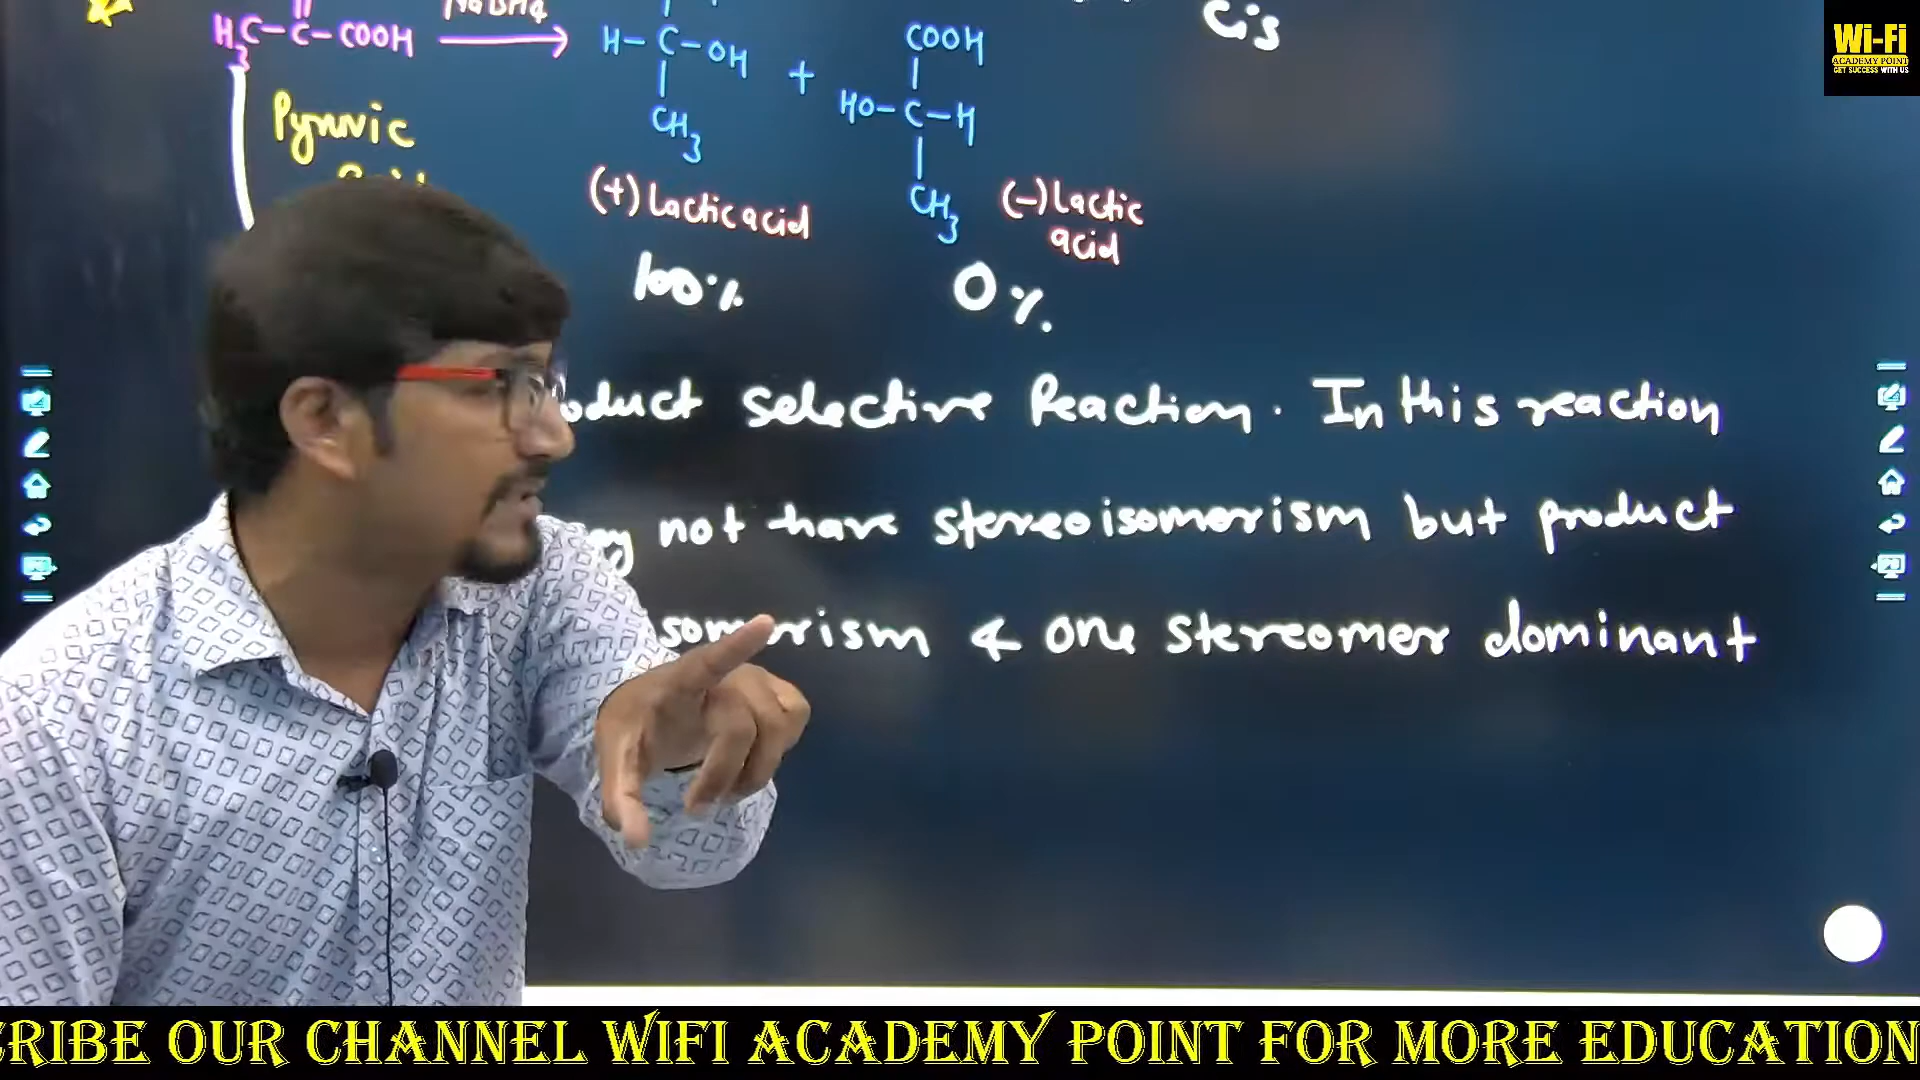 NaBH4
Cis
H3C-C-COOH
H-C-OH
+
COOH
HO-C-H
Pyruvic
CH3
CH3
(+) Lactic acid
(-) Lactic
acid
100%
0%.
oduct selective Reaction. In this reaction
not have stereoisomerism but product
somerism & one stereomer dominant
Wi-Fi
ACADEMY POINT
GET SUCCESS WITH US
CRIBE OUR CHANNEL WIFI ACADEMY POINT FOR MORE EDUCATION